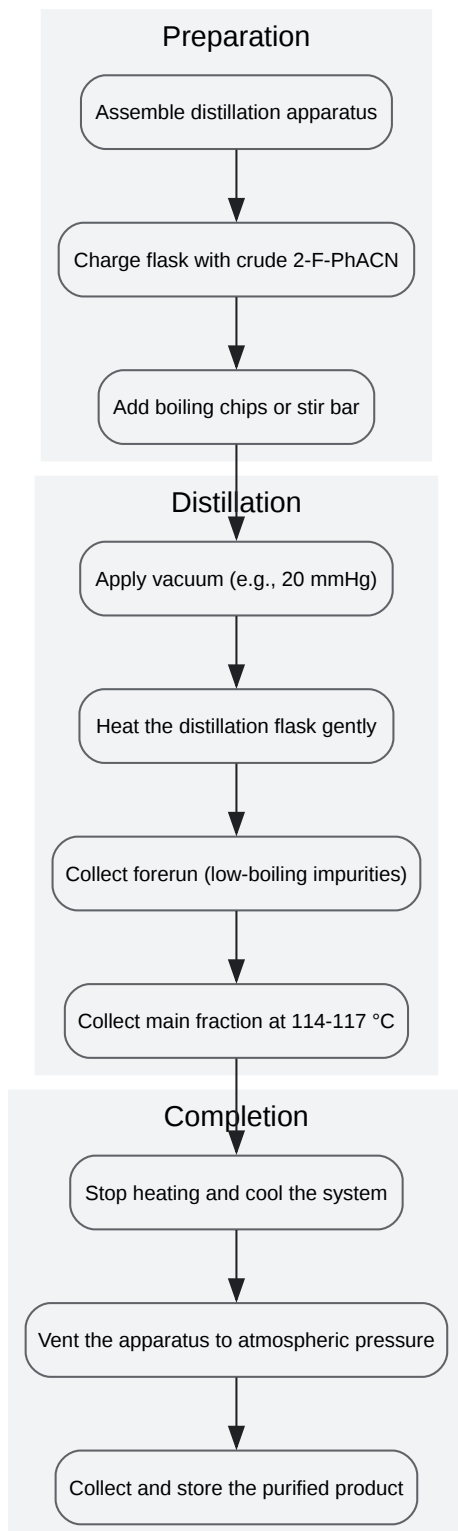 Preparation
Assemble distillation apparatus
Charge flask with crude 2-F-PhACN
Add boiling chips or stir bar
Distillation
Apply vacuum (e.g., 20 mmHg)
Heat the distillation flask gently
Collect forerun (low-boiling impurities)
Collect main fraction at 114-117 °C
Completion
Stop heating and cool the system
Vent the apparatus to atmospheric pressure
Collect and store the purified product